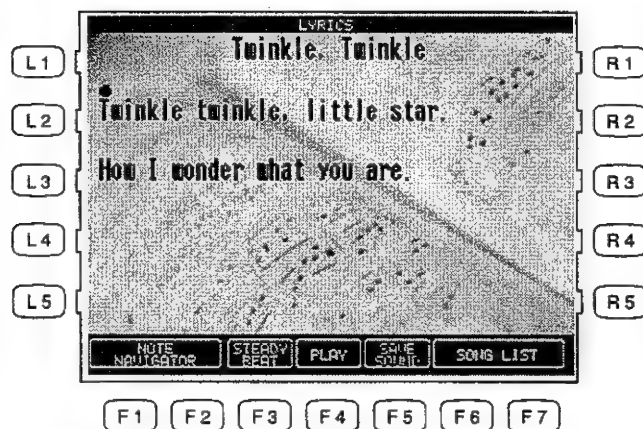 LYRICS
Twinkle, Twinkle
L1 R1
Twinkle twinkle, little star.
L2 R2
How I wonder what you are.
L3 R3
L4 R4
L5 R5
NOTE NAVIGATOR STEADY BEAT PLAY SAVE SOUND SONG LIST
F1 F2 F3 F4 F5 F6 F7